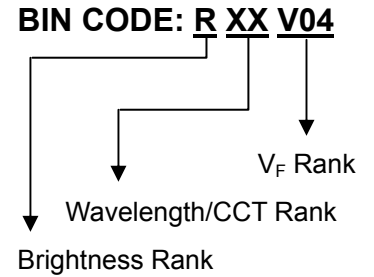 BIN CODE: R XX V04
VF Rank
Wavelength/CCT Rank
Brightness Rank